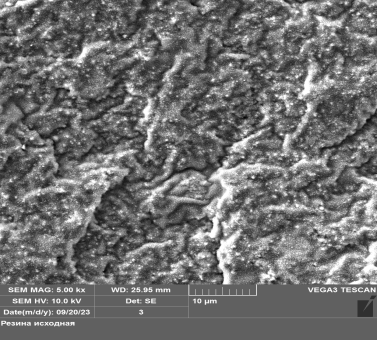 SEM MAG: 5.00 kx WD: 25.95 mm VEGA3 TESCAN
SEM HV: 10.0 kV Det: SE 10 µm
Date(m/d/y): 09/20/23 3
Резина исходная